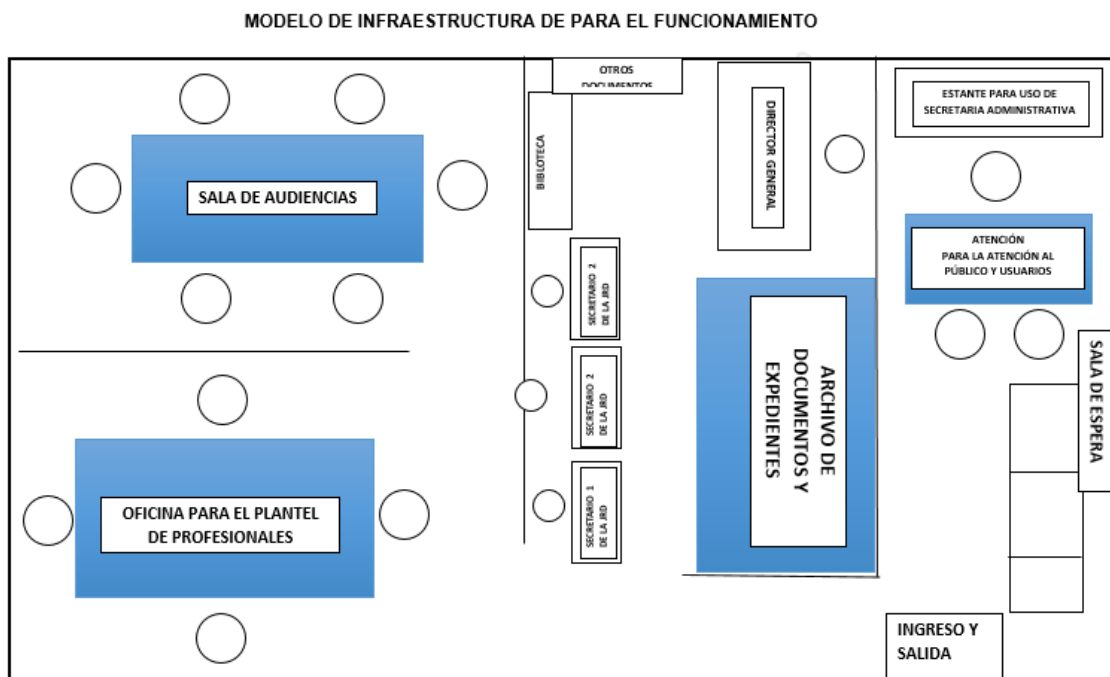 MODELO DE INFRAESTRUCTURA DE PARA EL FUNCIONAMIENTO
OTROS
DOCUMENTOS
ESTANTE PARA USO DE
SECRETARIA ADMINISTRATIVA
BIBLIOTECA
DIRECTOR GENERAL
SALA DE AUDIENCIAS
ATENCIÓN
PARA LA ATENCIÓN AL
PÚBLICO Y USUARIOS
SECRETARIO 2
DE LA JRD
ARCHIVO DE
DOCUMENTOS Y
EXPEDIENTES
SALA DE ESPERA
SECRETARIO 2
DE LA JRD
SECRETARIO 1
DE LA JRD
OFICINA PARA EL PLANTEL
DE PROFESIONALES
INGRESO Y
SALIDA